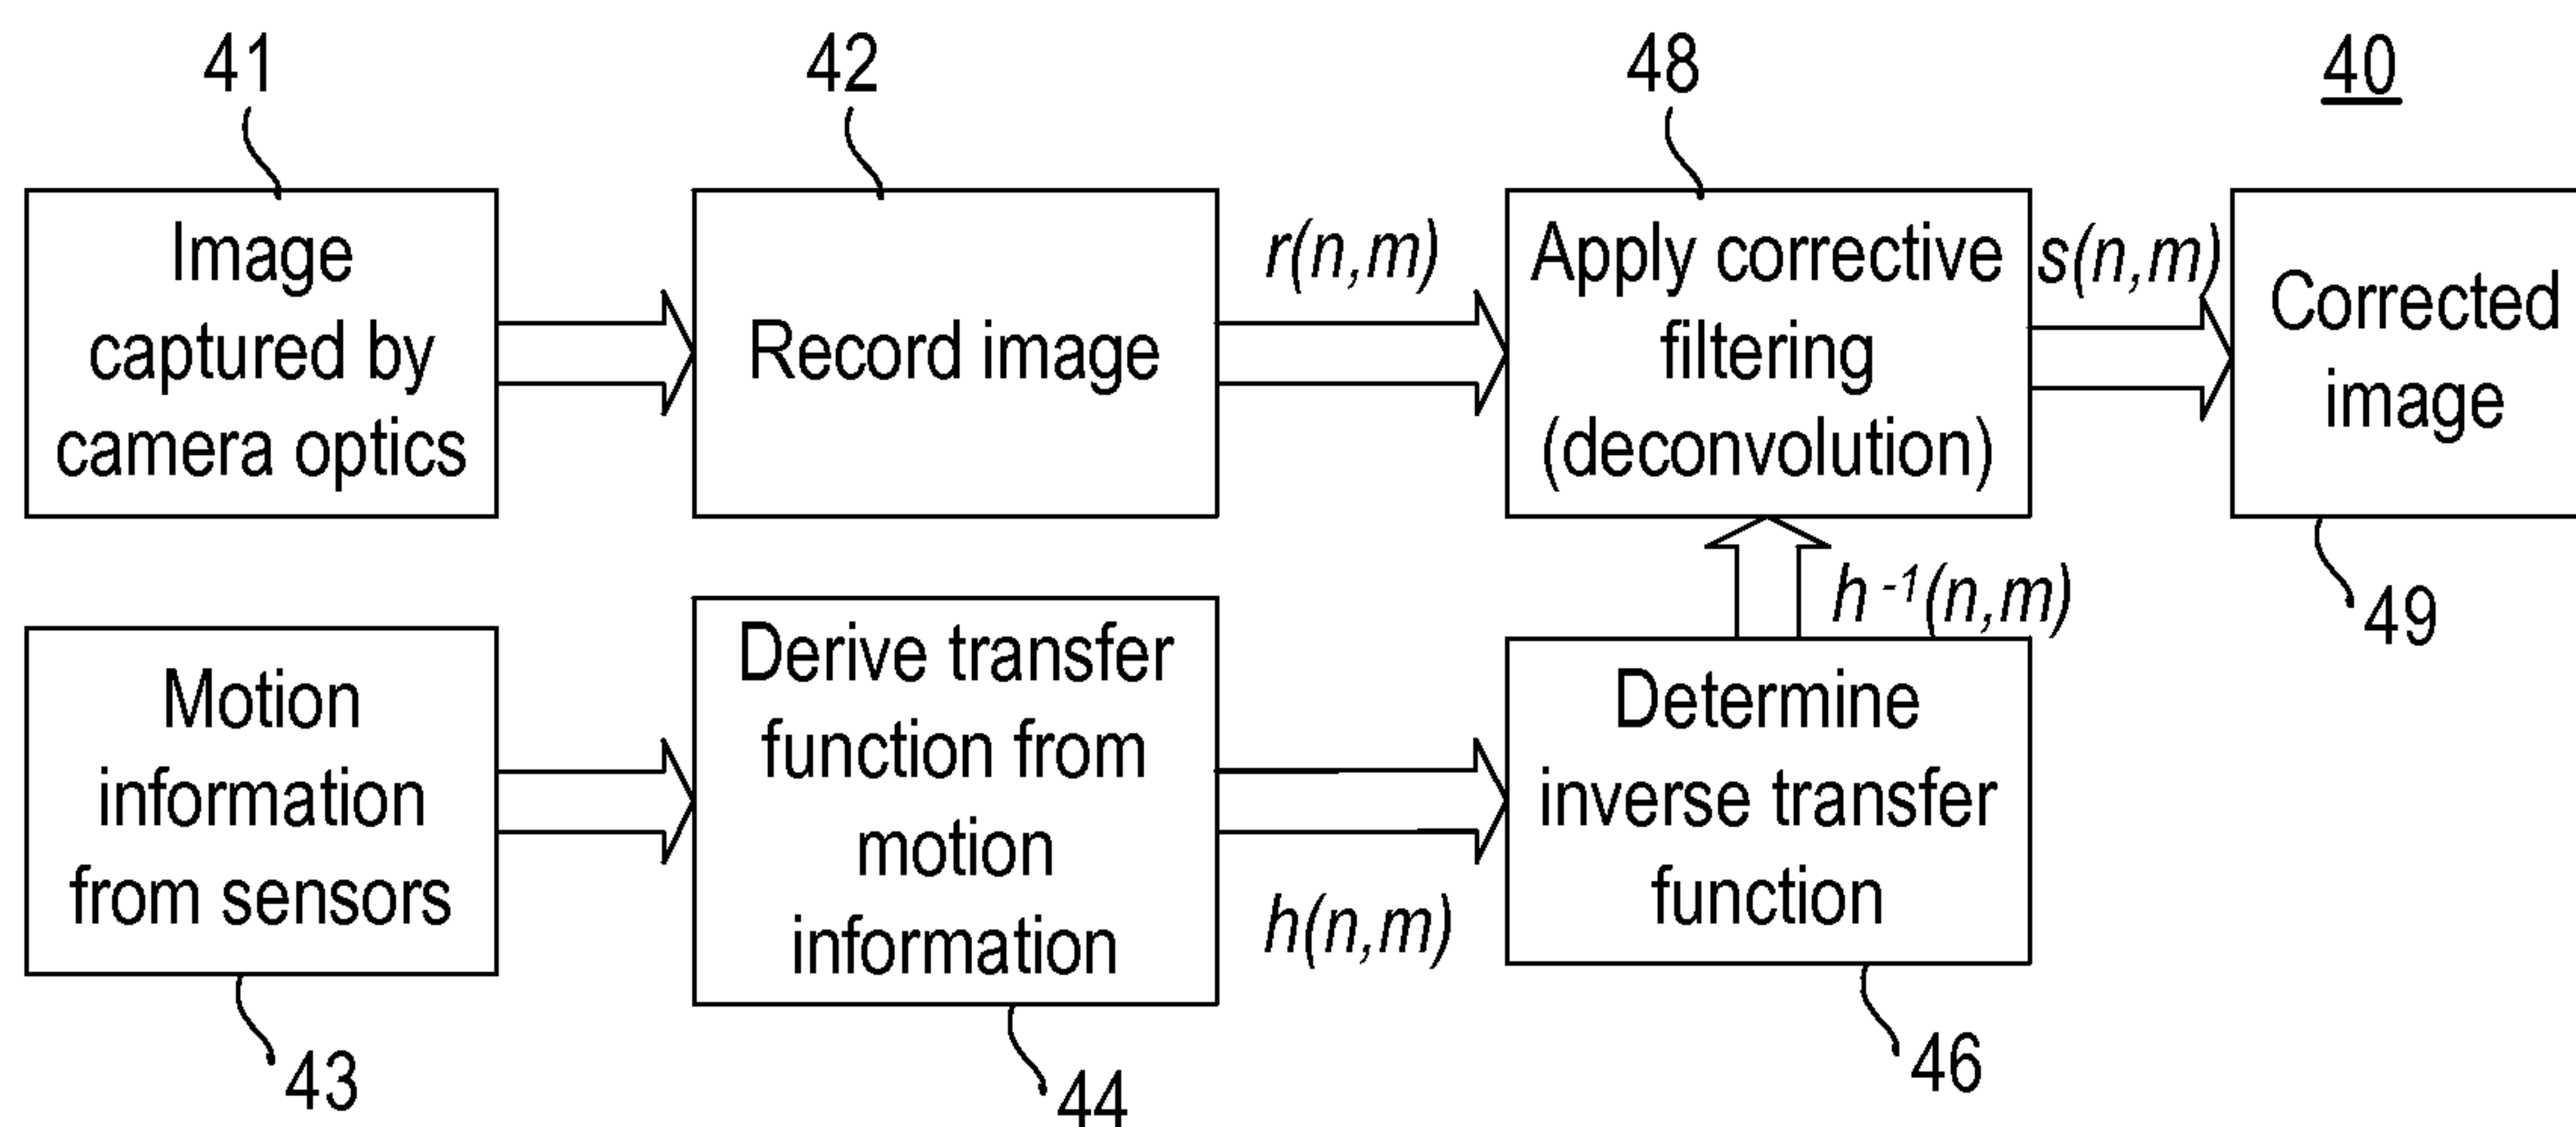 41
42
48
40
Image
captured by
camera optics
Record image
r(n,m)
Apply corrective
filtering
(deconvolution)
s(n,m)
Corrected
image
49
Motion
information
from sensors
43
Derive transfer
function from
motion
information
44
h(n,m)
h⁻¹(n,m)
Determine
inverse transfer
function
46